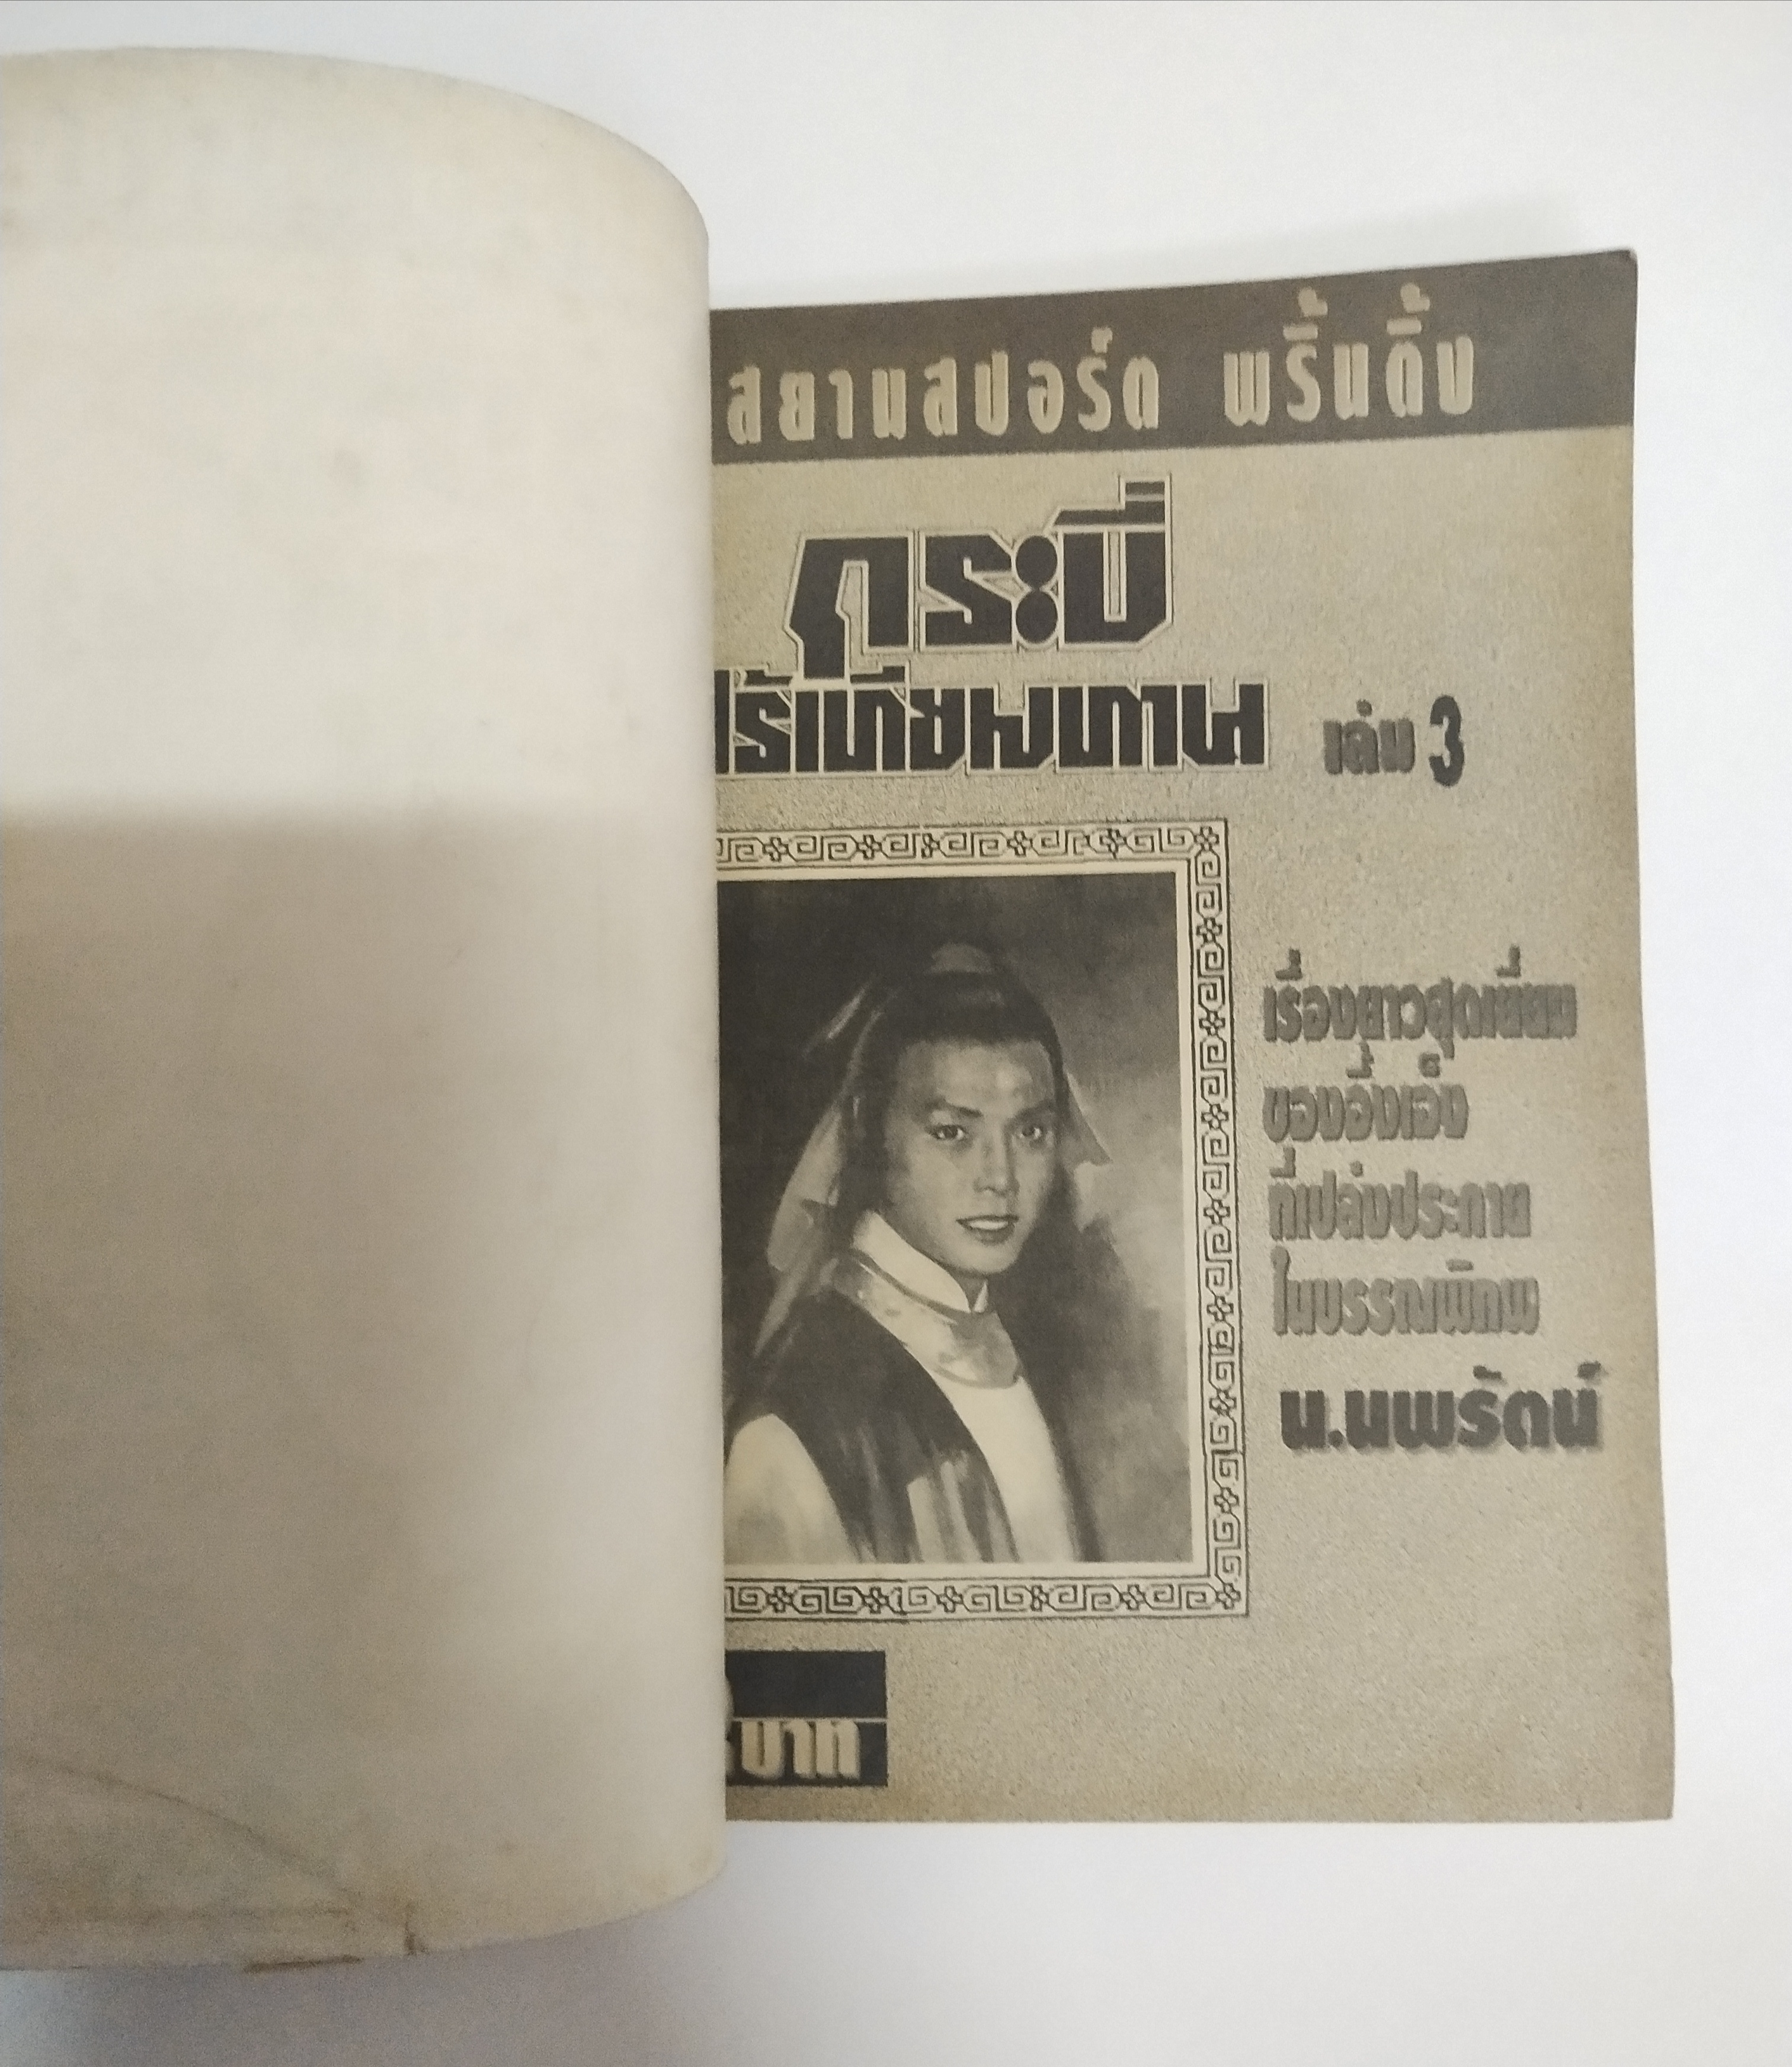 สยามสปอร์ต พริ้นติ้ง
กระบี่
ไร้เทียมทาน
เล่ม 3
เรื่องยาวสุดเยี่ยม
ของอึ้งเอ็ง
ที่เปล่งประกาย
ในบรรณพิภพ
น.นพรัตน์
บาท